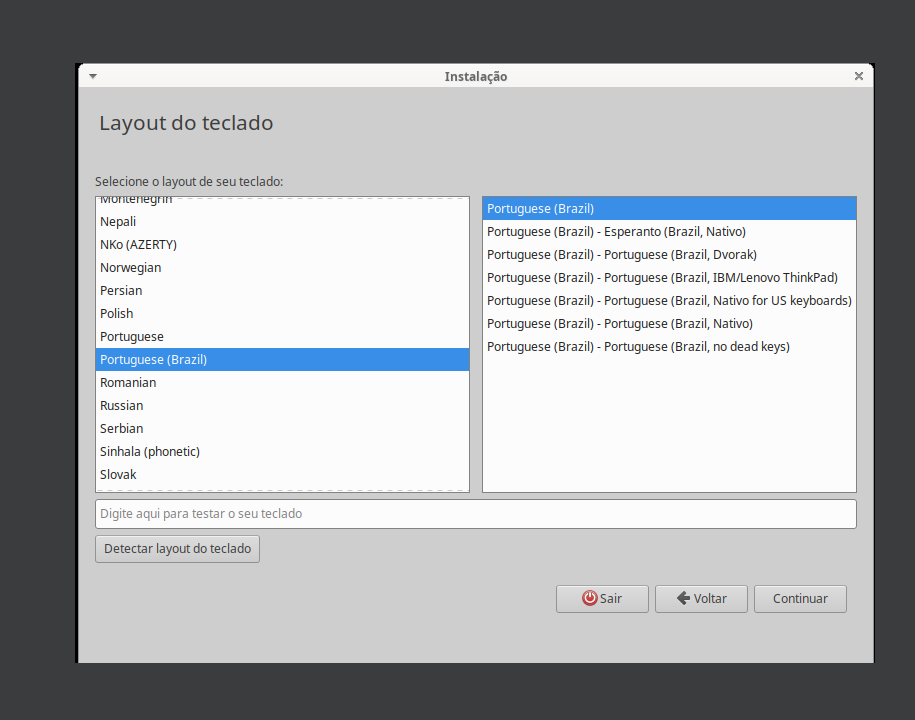 Instalação
Layout do teclado
Selecione o layout de seu teclado:
Montenegrin
Nepali
NKo (AZERTY)
Norwegian
Persian
Polish
Portuguese
Portuguese (Brazil)
Romanian
Russian
Serbian
Sinhala (phonetic)
Slovak
Portuguese (Brazil)
Portuguese (Brazil) - Esperanto (Brazil, Nativo)
Portuguese (Brazil) - Portuguese (Brazil, Dvorak)
Portuguese (Brazil) - Portuguese (Brazil, IBM/Lenovo ThinkPad)
Portuguese (Brazil) - Portuguese (Brazil, Nativo for US keyboards)
Portuguese (Brazil) - Portuguese (Brazil, Nativo)
Portuguese (Brazil) - Portuguese (Brazil, no dead keys)
Digite aqui para testar o seu teclado
Detectar layout do teclado
Sair
Voltar
Continuar